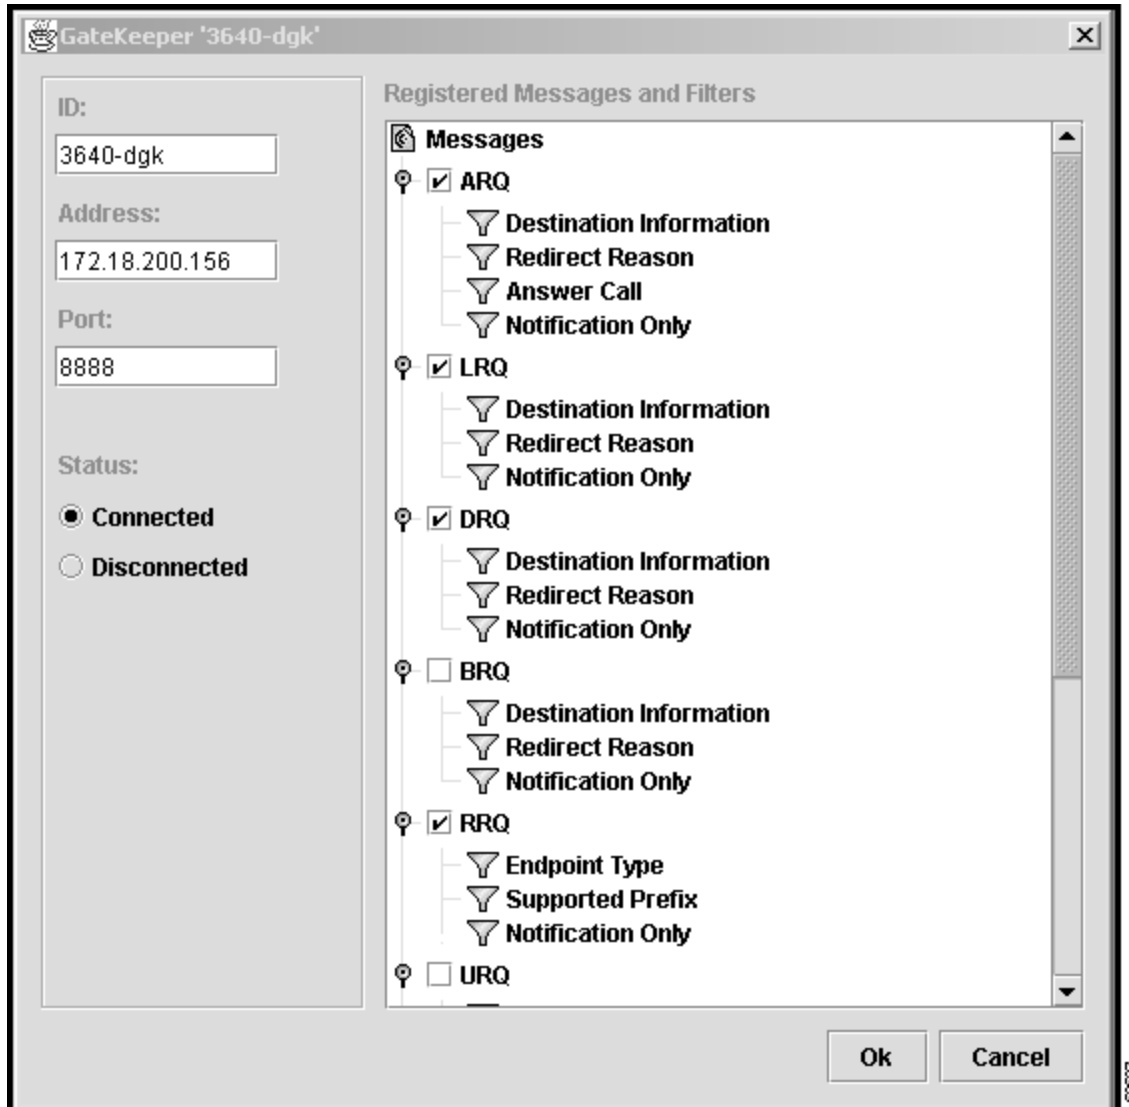 GateKeeper '3640-dgk'
ID:
3640-dgk
Address:
172.18.200.156
Port:
8888
Status:
Connected
Disconnected
Registered Messages and Filters
Messages
ARQ
Destination Information
Redirect Reason
Answer Call
Notification Only
LRQ
Destination Information
Redirect Reason
Notification Only
DRQ
Destination Information
Redirect Reason
Notification Only
BRQ
Destination Information
Redirect Reason
Notification Only
RRQ
Endpoint Type
Supported Prefix
Notification Only
URQ
Ok
Cancel